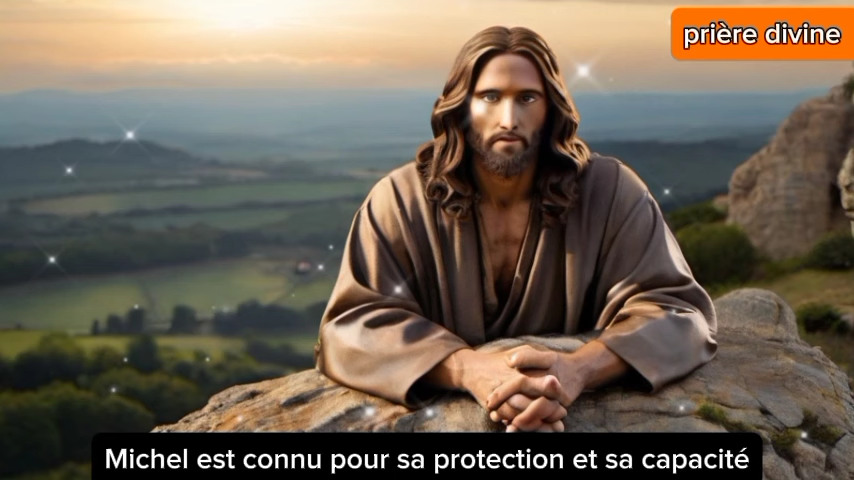 prière divine
Michel est connu pour sa protection et sa capacité